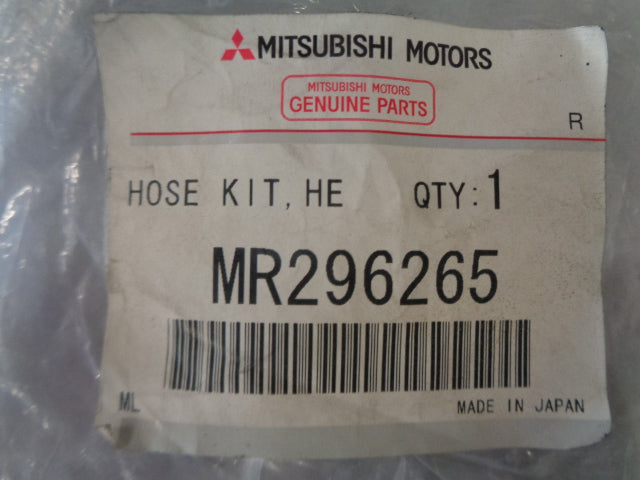 MITSUBISHI MOTORS
MITSUBISHI MOTORS
GENUINE PARTS
R
HOSE KIT, HE QTY:1
MR296265
ML MADE IN JAPAN